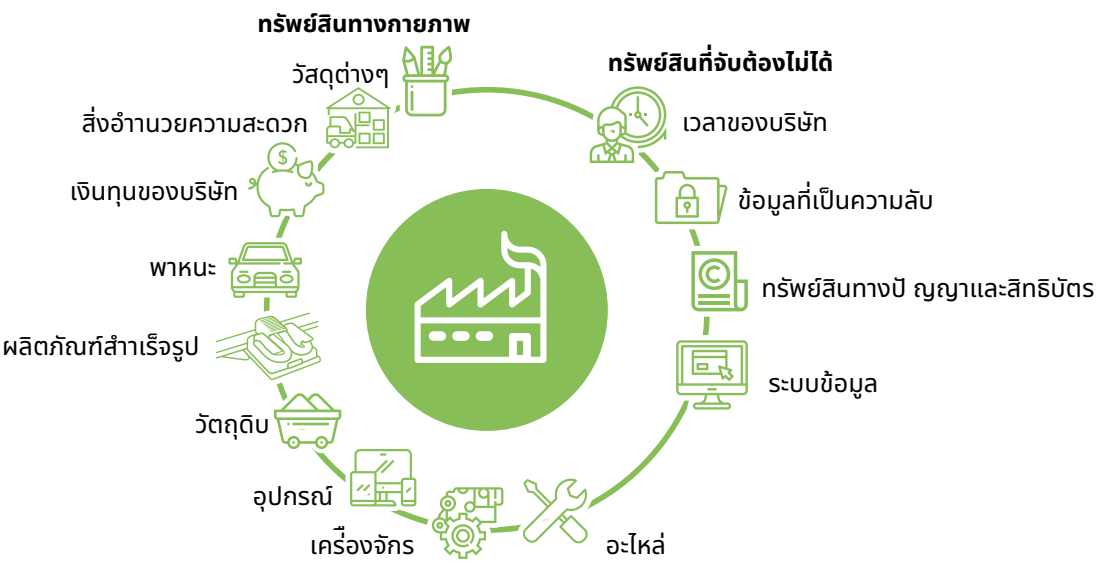 ทรัพย์สินทางกายภาพ
วัสดุต่างๆ
สิ่งอำานวยความสะดวก
เงินทุนของบริษัท
พาหนะ
ผลิตภัณฑ์สำาเร็จรูป
วัตถุดิบ
อุปกรณ์
เครื่องจักร
อะไหล่
ทรัพย์สินที่จับต้องไม่ได้
เวลาของบริษัท
ข้อมูลที่เป็นความลับ
ทรัพย์สินทางปั ญญาและสิทธิบัตร
ระบบข้อมูล